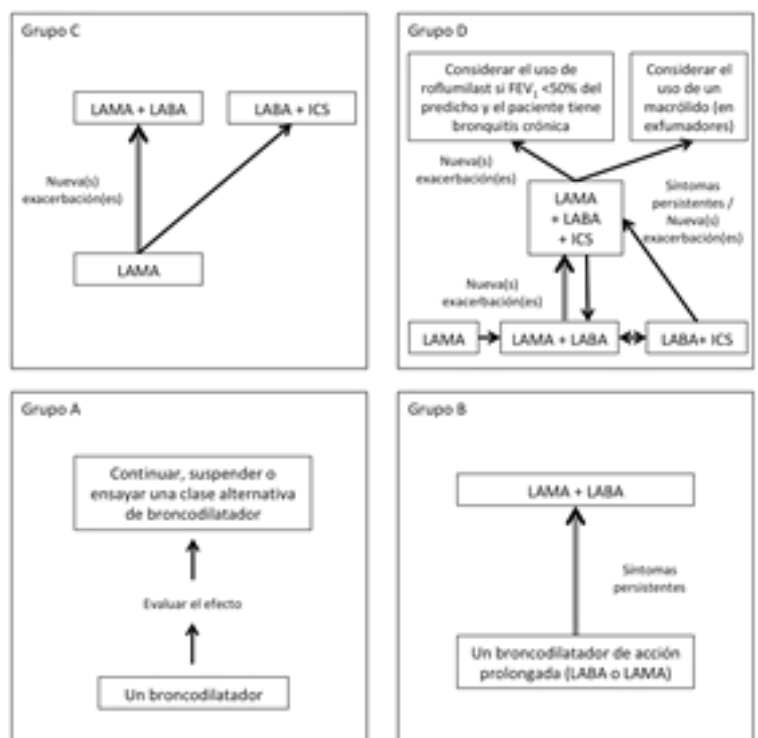 Grupo C
LAMA + LABA
LABA + ICS
Nueva(s)
exacerbación(es)
LAMA
Grupo D
Considerar el uso de
roflumilast si FEV1 <50% del
predicho y el paciente tiene
bronquitis crónica
Considerar el
uso de un
macrólido (en
exfumadores)
Nueva(s)
exacerbación(es)
LAMA
+ LABA
+ ICS
Síntomas
persistentes /
Nueva(s)
exacerbación(es)
Nueva(s)
exacerbación(es)
LAMA
LAMA + LABA
LABA+ ICS
Grupo A
Continuar, suspender o
ensayar una clase alternativa
de broncodilatador
Evaluar el efecto
Un broncodilatador
Grupo B
LAMA + LABA
Síntomas
persistentes
Un broncodilatador de acción
prolongada (LABA o LAMA)